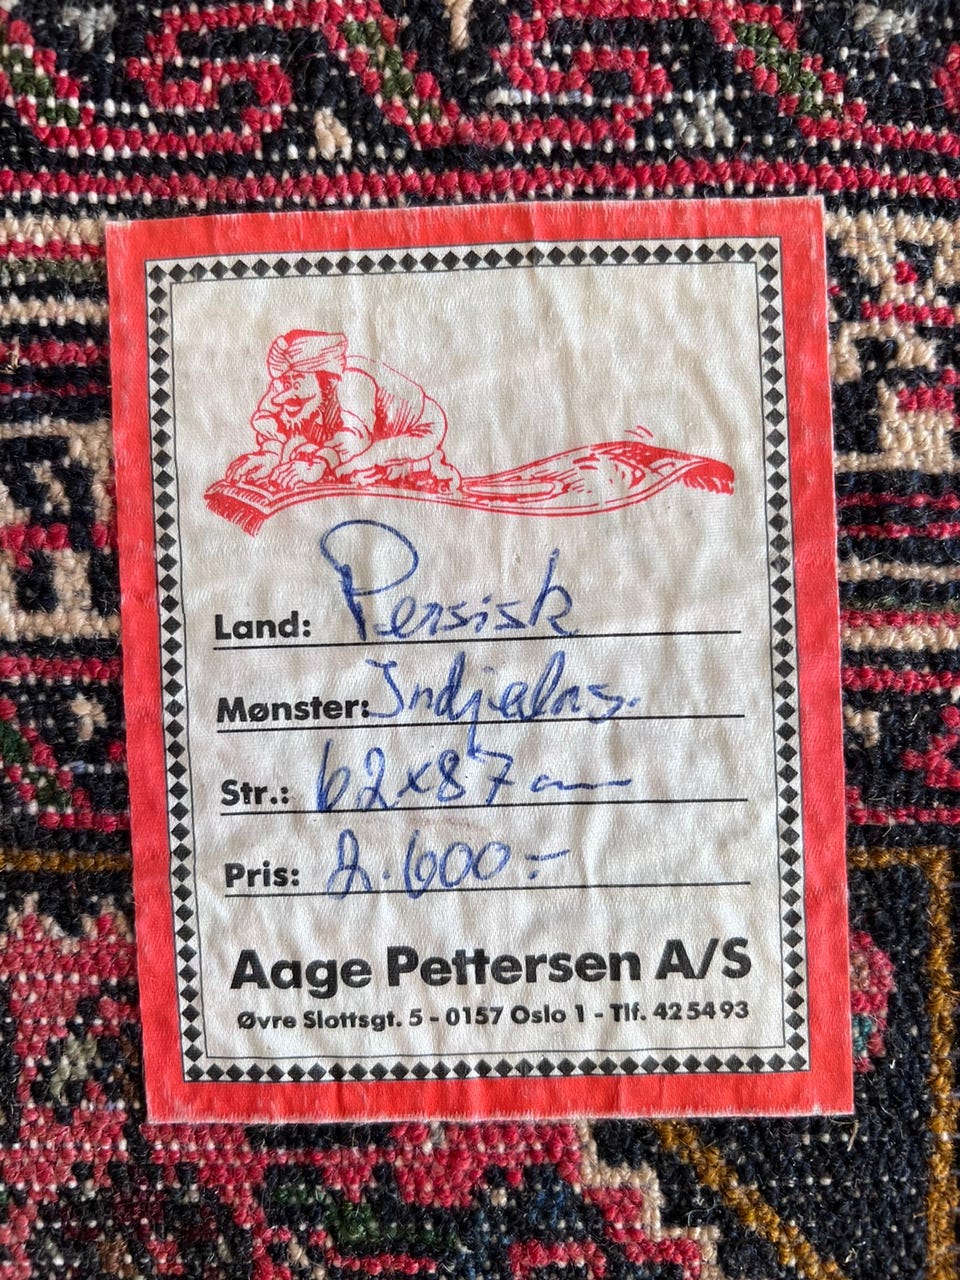 Land: Persisk
Mønster: Indjelas.
Str.: 62x87 cm
Pris: 2.600:-
Aage Pettersen A/S
Øvre Slottsgt. 5 - 0157 Oslo 1 - Tlf. 425493